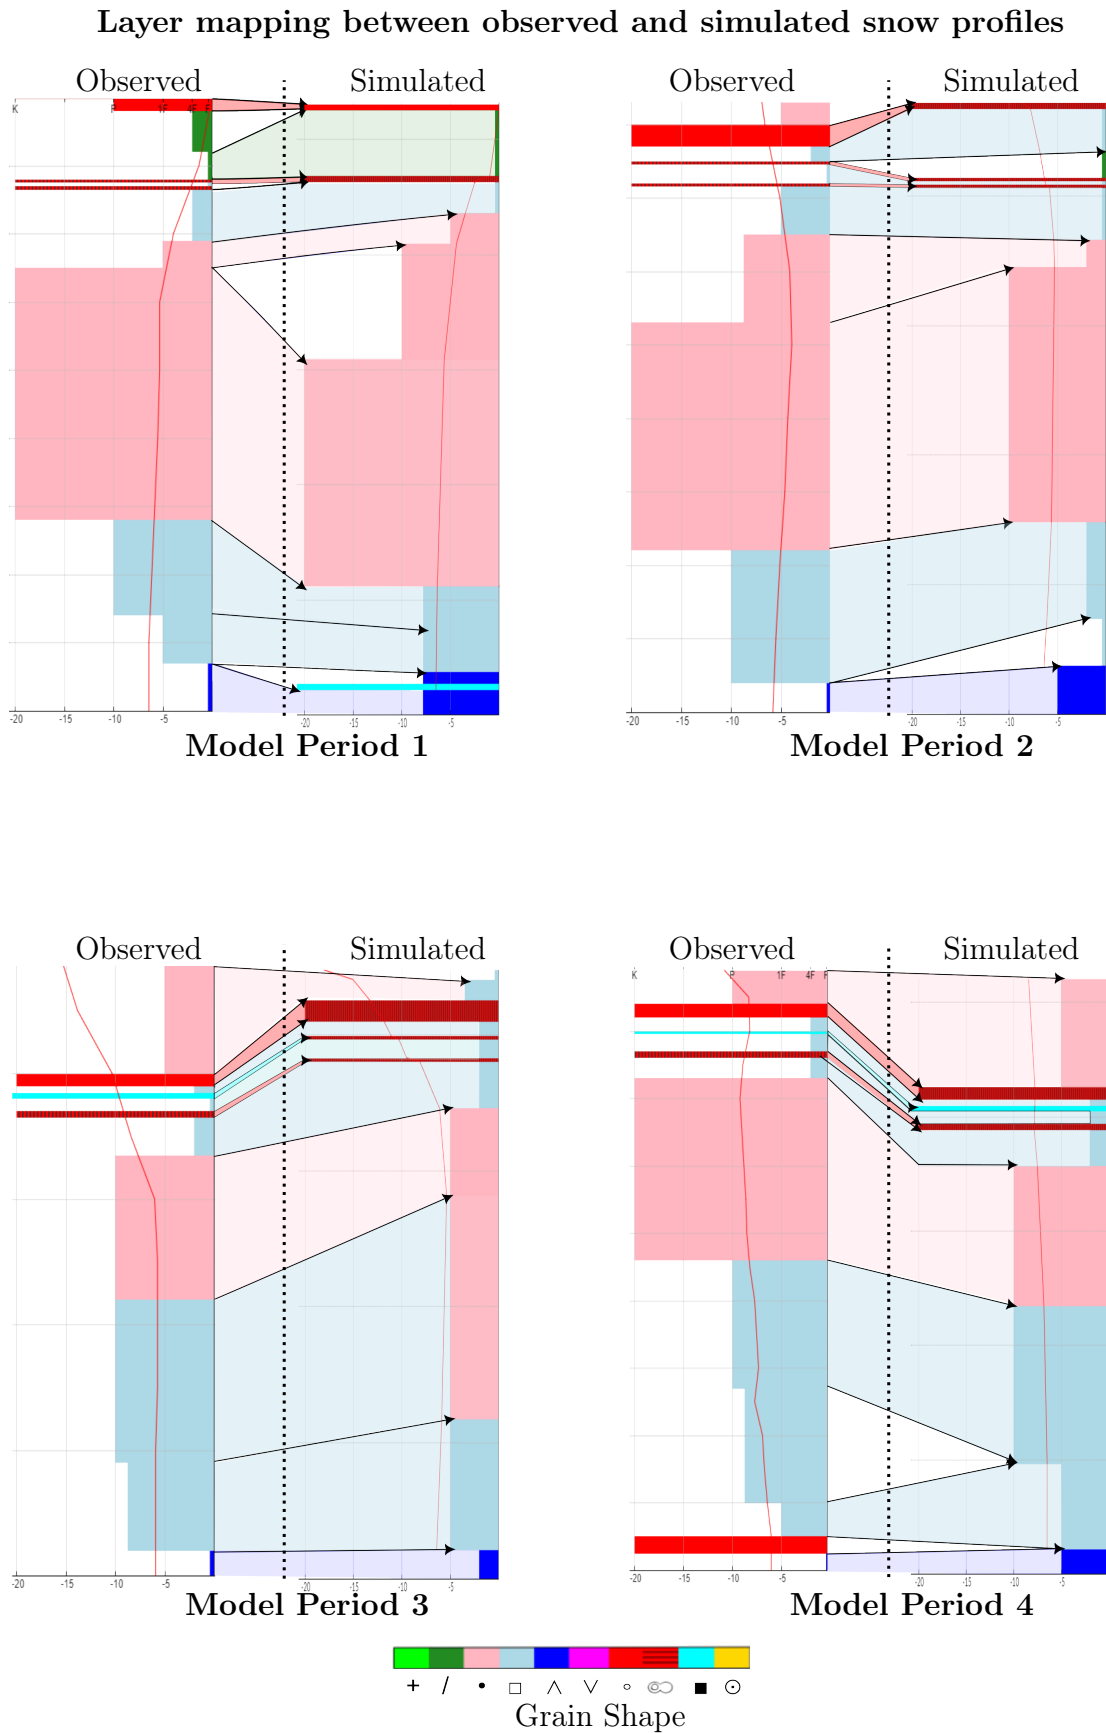 Layer mapping between observed and simulated snow profiles
Observed Simulated Observed Simulated
K P 1F 4F F
-20 -15 -10 -5 -20 -15 -10 -5
-20 -15 -10 -5 -20 -15 -10 -5
Model Period 1 Model Period 2
Observed Simulated Observed Simulated
K P 1F 4F F
-20 -15 -10 -5 -20 -15 -10 -5
-20 -15 -10 -5 -20 -15 -10 -5
Model Period 3 Model Period 4
Grain Shape